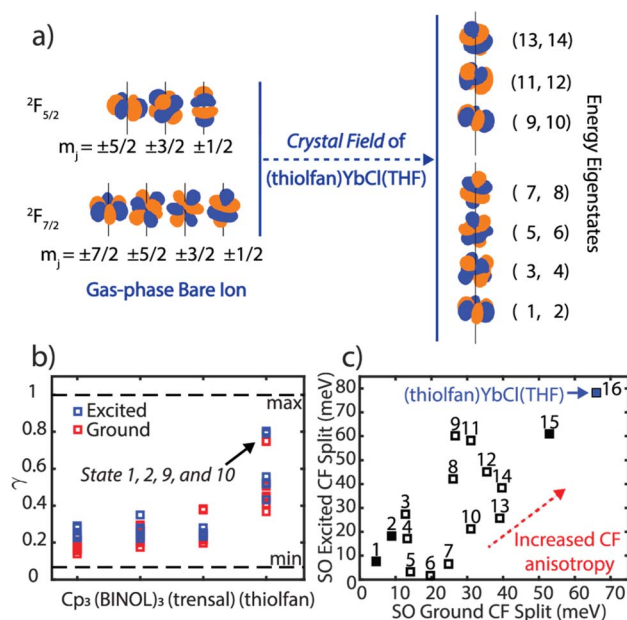 a)
²F₅/₂
mⱼ= ±5/2 ±3/2 ±1/2
²F₇/₂
mⱼ= ±7/2 ±5/2 ±3/2 ±1/2
Gas-phase Bare Ion
Crystal Field of
(thiolfan)YbCl(THF)
(13, 14)
(11, 12)
( 9, 10)
( 7, 8)
( 5, 6)
( 3, 4)
( 1, 2)
Energy Eigenstates
b)
γ
1
0.8
0.6
0.4
0.2
0
max
Excited
Ground
State 1, 2, 9, and 10
min
Cp₃ (BINOL)₃ (trensal) (thiolfan)
c)
SO Excited CF Split (meV)
80
70
60
50
40
30
20
10
0
(thiolfan)YbCl(THF)
16
15
9 11
8
12
14
3
2
4
10
13
1
5
6
7
Increased CF
anisotropy
0 10 20 30 40 50 60
SO Ground CF Split (meV)